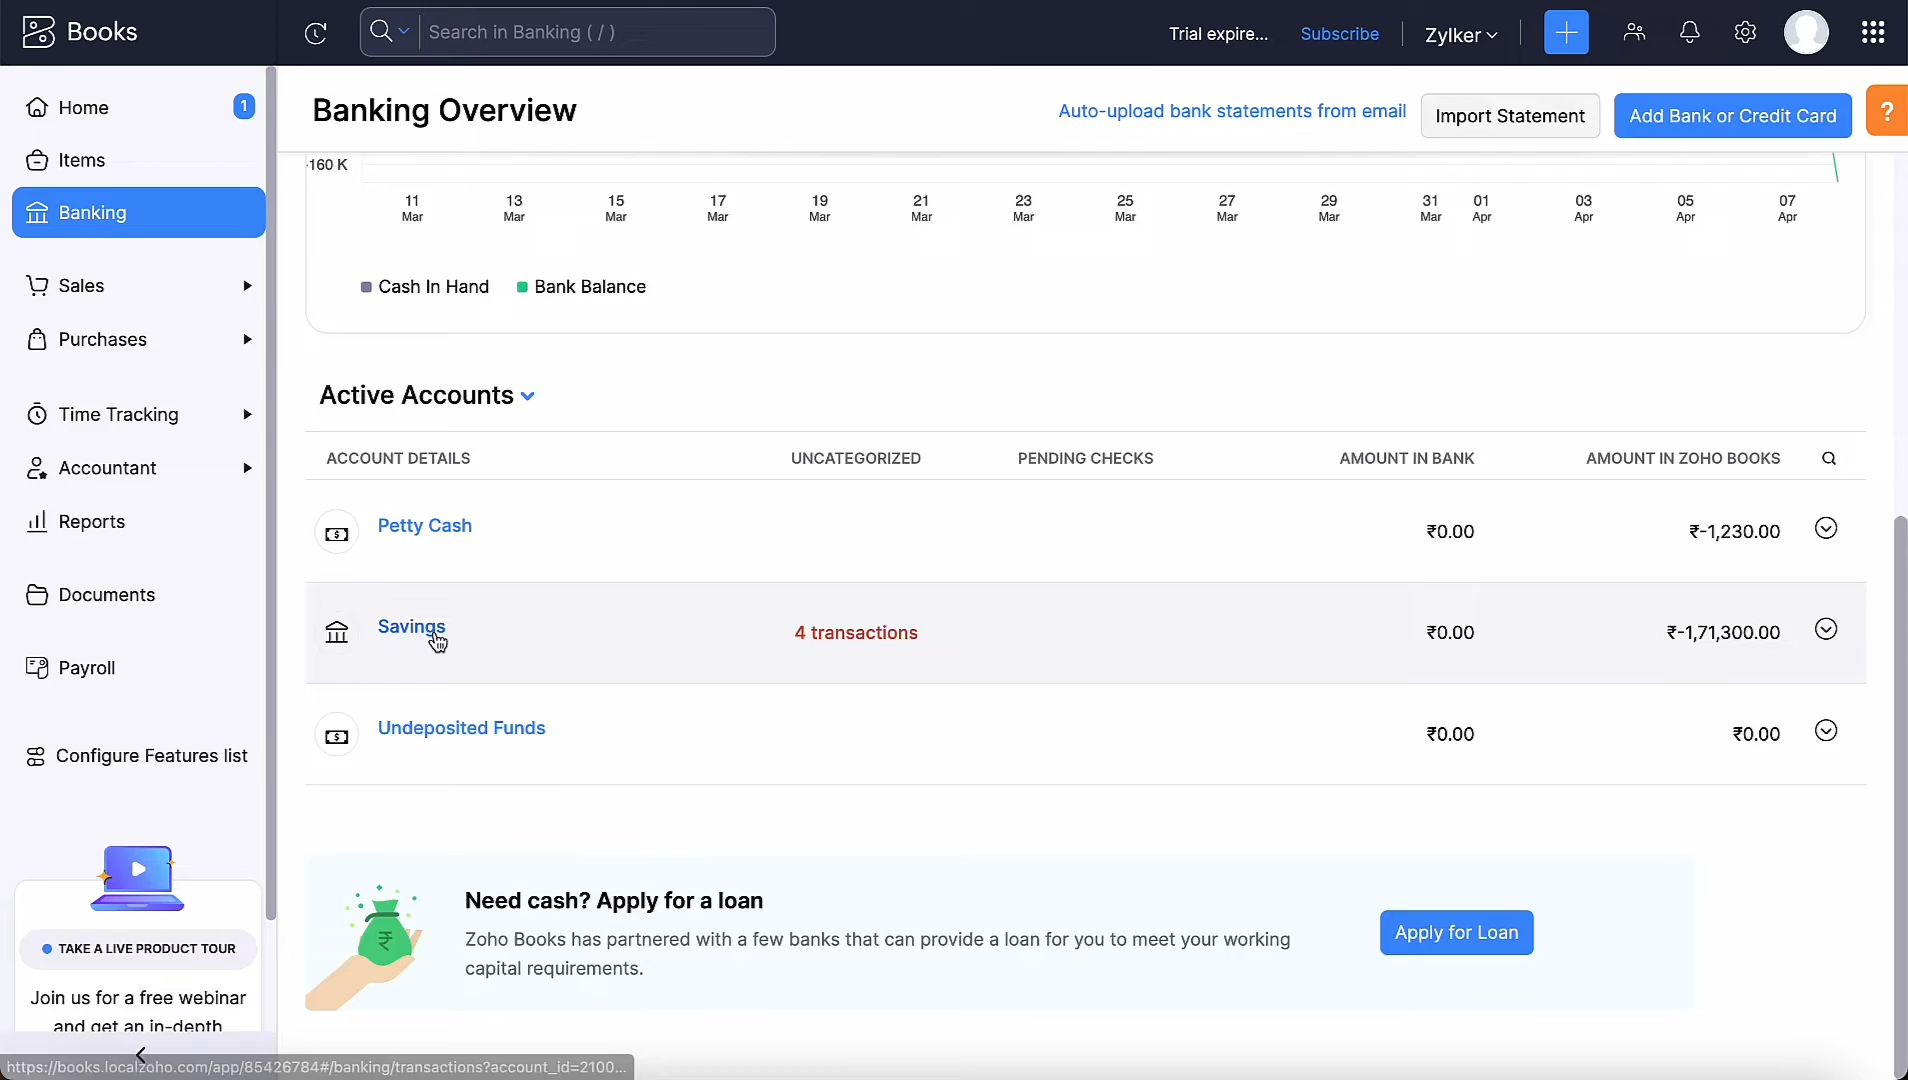 Books
Search in Banking ( / )
Trial expire...
Subscribe
Zylker
Home
1
Items
Banking
Sales
Purchases
Time Tracking
Accountant
Reports
Documents
Payroll
Configure Features list
TAKE A LIVE PRODUCT TOUR
Join us for a free webinar
and get an in-depth
Banking Overview
Auto-upload bank statements from email
Import Statement
Add Bank or Credit Card
?
-160 K
11 13 15 17 19 21 23 25 27 29 31 01 03 05 07
Mar Mar Mar Mar Mar Mar Mar Mar Mar Mar Mar Apr Apr Apr Apr
Cash In Hand Bank Balance
Active Accounts
ACCOUNT DETAILS UNCATEGORIZED PENDING CHECKS AMOUNT IN BANK AMOUNT IN ZOHO BOOKS
Petty Cash ₹0.00 ₹-1,230.00
Savings 4 transactions ₹0.00 ₹-1,71,300.00
Undeposited Funds ₹0.00 ₹0.00
Need cash? Apply for a loan
Zoho Books has partnered with a few banks that can provide a loan for you to meet your working
capital requirements.
Apply for Loan
https://books.localzoho.com/app/85426784#/banking/transactions?account_id=2100...